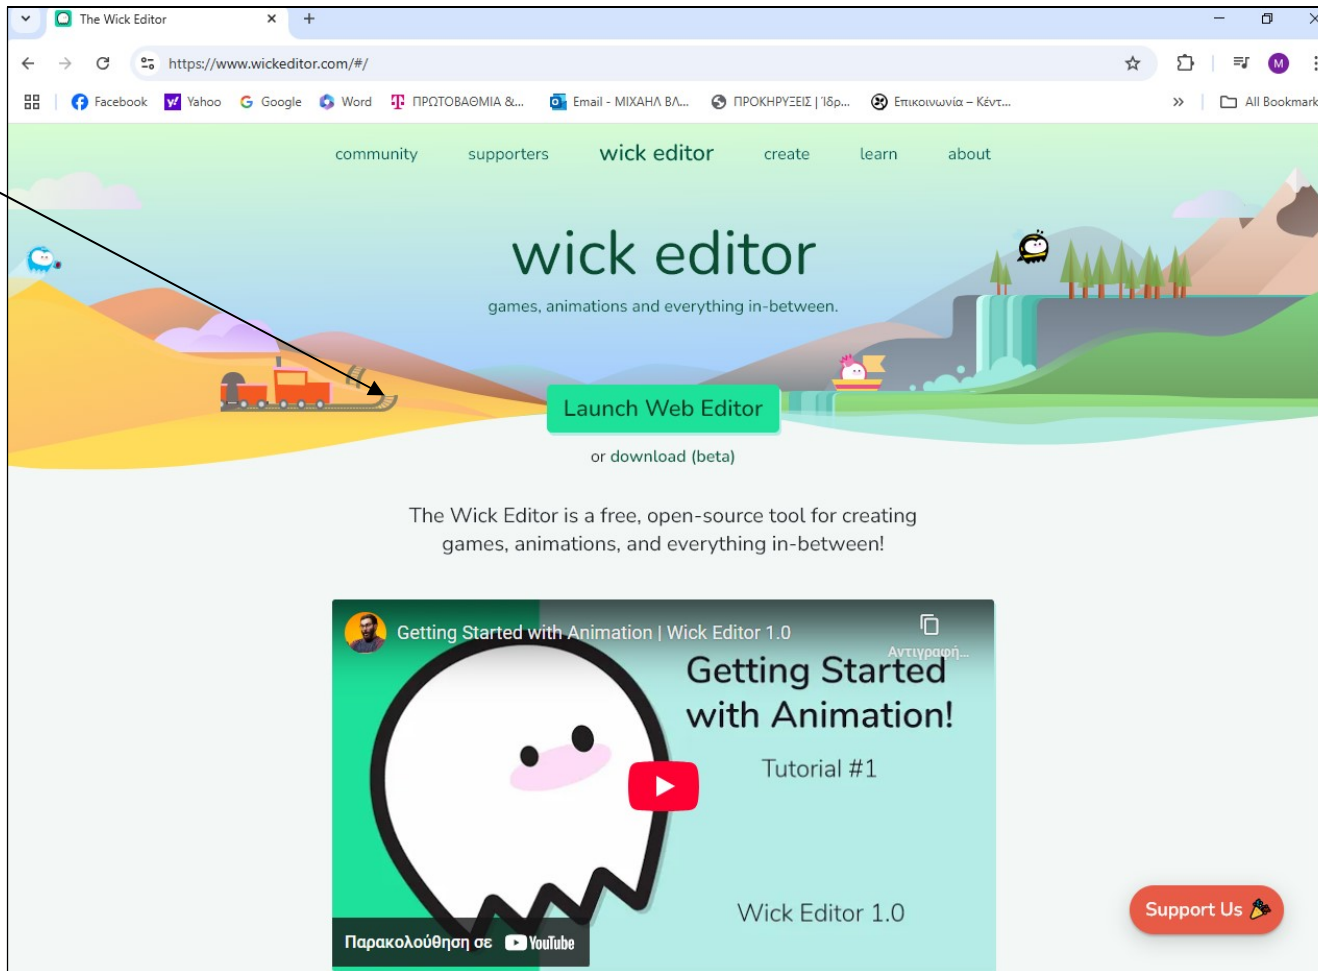 The Wick Editor
https://www.wickeditor.com/#/
Facebook Yahoo Google Word ΠΡΩΤΟΒΑΘΜΙΑ &... Email - ΜΙΧΑΗΛ ΒΛ... ΠΡΟΚΗΡΥΞΕΙΣ | Ίδρ... Επικοινωνία – Κέντ... » All Bookmark
M
community supporters wick editor create learn about
wick editor
games, animations and everything in-between.
Launch Web Editor
or download (beta)
The Wick Editor is a free, open-source tool for creating
games, animations, and everything in-between!
Getting Started with Animation | Wick Editor 1.0
Αντιγραφή...
Getting Started
with Animation!
Tutorial #1
Wick Editor 1.0
Support Us
Παρακολούθηση σε YouTube